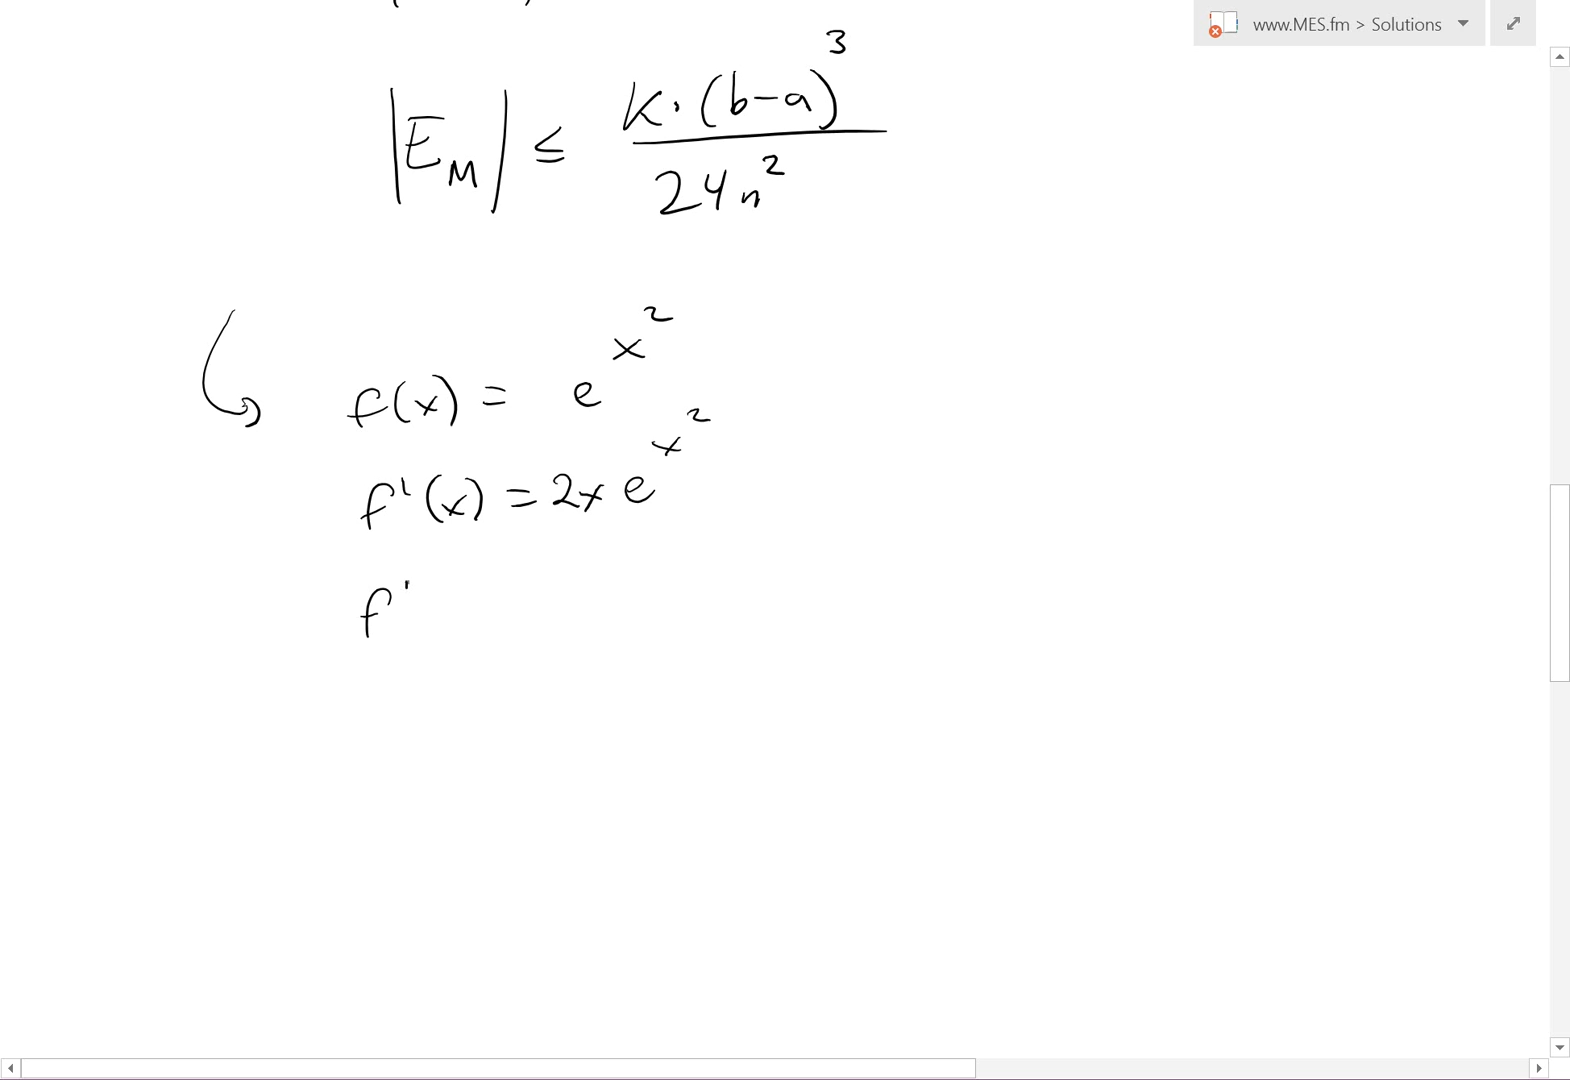 www.MES.fm > Solutions
|E_M| ≤ K·(b-a)^3 / 24n^2
f(x) = e^x^2
f'(x) = 2x e^x^2
f'